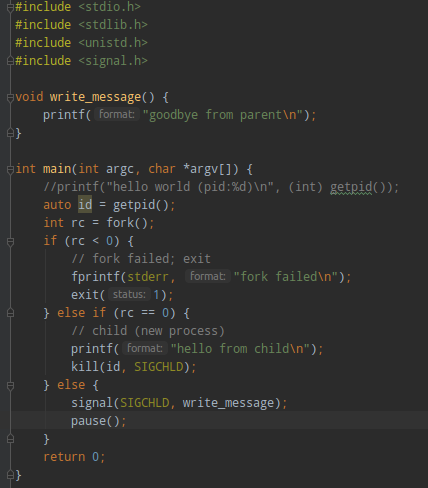 #include <stdio.h>
#include <stdlib.h>
#include <unistd.h>
#include <signal.h>
void write_message() {
printf( format: "goodbye from parent\n");
}
int main(int argc, char *argv[]) {
//printf("hello world (pid:%d)\n", (int) getpid());
auto id = getpid();
int rc = fork();
if (rc < 0) {
// fork failed; exit
fprintf(stderr, format: "fork failed\n");
exit( status: 1);
} else if (rc == 0) {
// child (new process)
printf( format: "hello from child\n");
kill(id, SIGCHLD);
} else {
signal(SIGCHLD, write_message);
pause();
}
return 0;
}